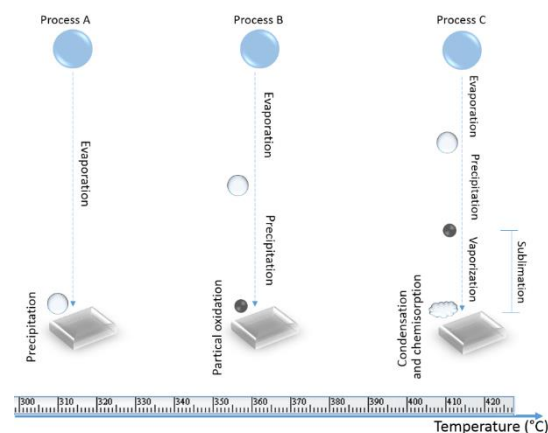 Process A
Process B
Process C
Evaporation
Precipitation
Evaporation
Precipitation
Partical oxidation
Evaporation
Precipitation
Vaporization
Sublimation
Condensation
and chemisorption
300 310 320 330 340 350 360 370 380 390 400 410 420
Temperature (°C)